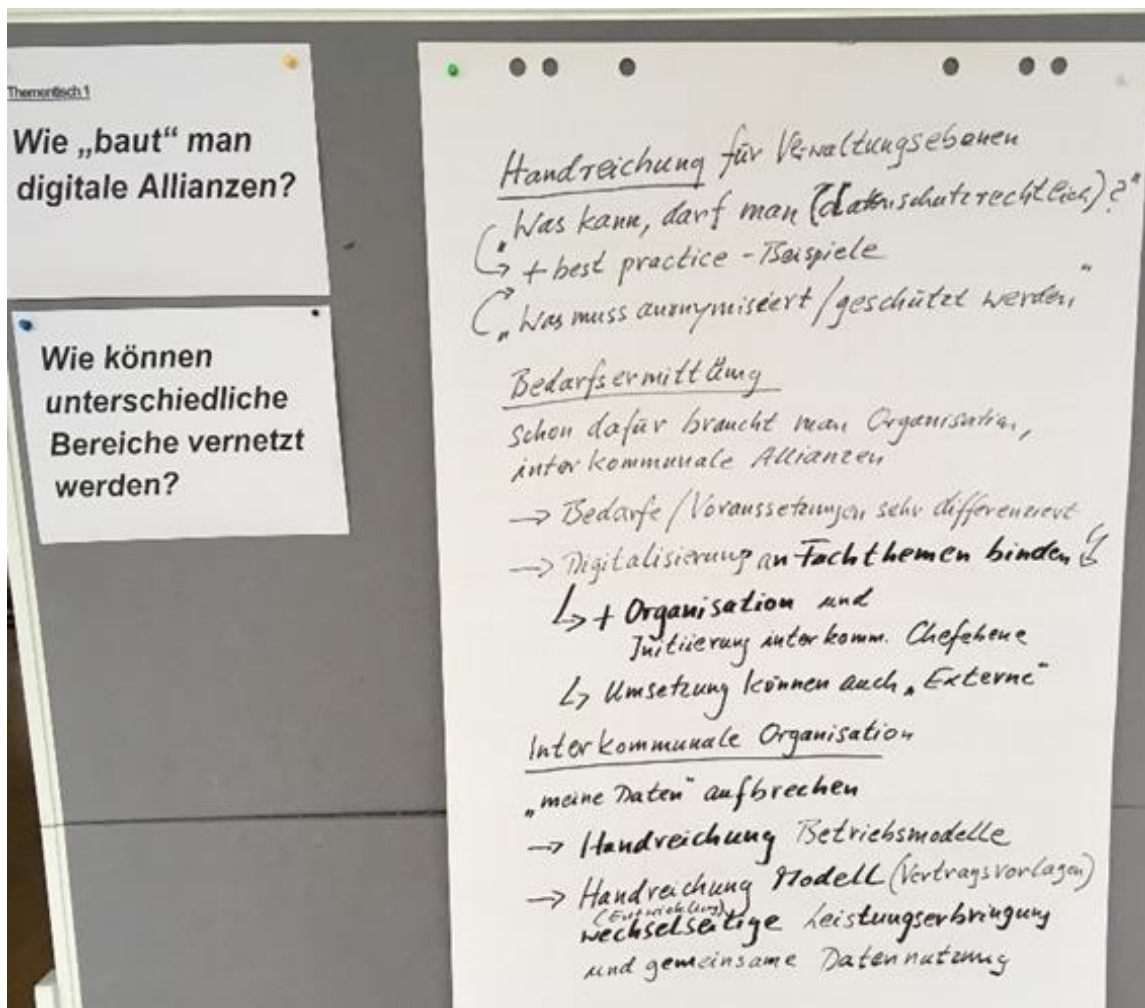 Thementisch 1
Wie „baut“ man
digitale Allianzen?
Wie können
unterschiedliche
Bereiche vernetzt
werden?
Handreichung für Verwaltungsebenen
„Was kann, darf man (datenschutzrechtlich)?“
+ best practice - Beispiele
„Was muss anonymisiert/geschützt werden“
Bedarfsermittlung
schon dafür braucht man Organisation,
interkommunale Allianzen
→ Bedarfe/Voraussetzungen sehr differenziert
→ Digitalisierung an Fachthemen binden
↳ + Organisation und
Initiierung interkomm. Chefebene
↳ Umsetzung können auch „Externe“
Interkommunale Organisation
„meine Daten“ aufbrechen
→ Handreichung Betriebsmodelle
→ Handreichung Modell (Vertragsvorlagen)
(Entwicklung)
wechselseitige Leistungserbringung
und gemeinsame Datennutzung